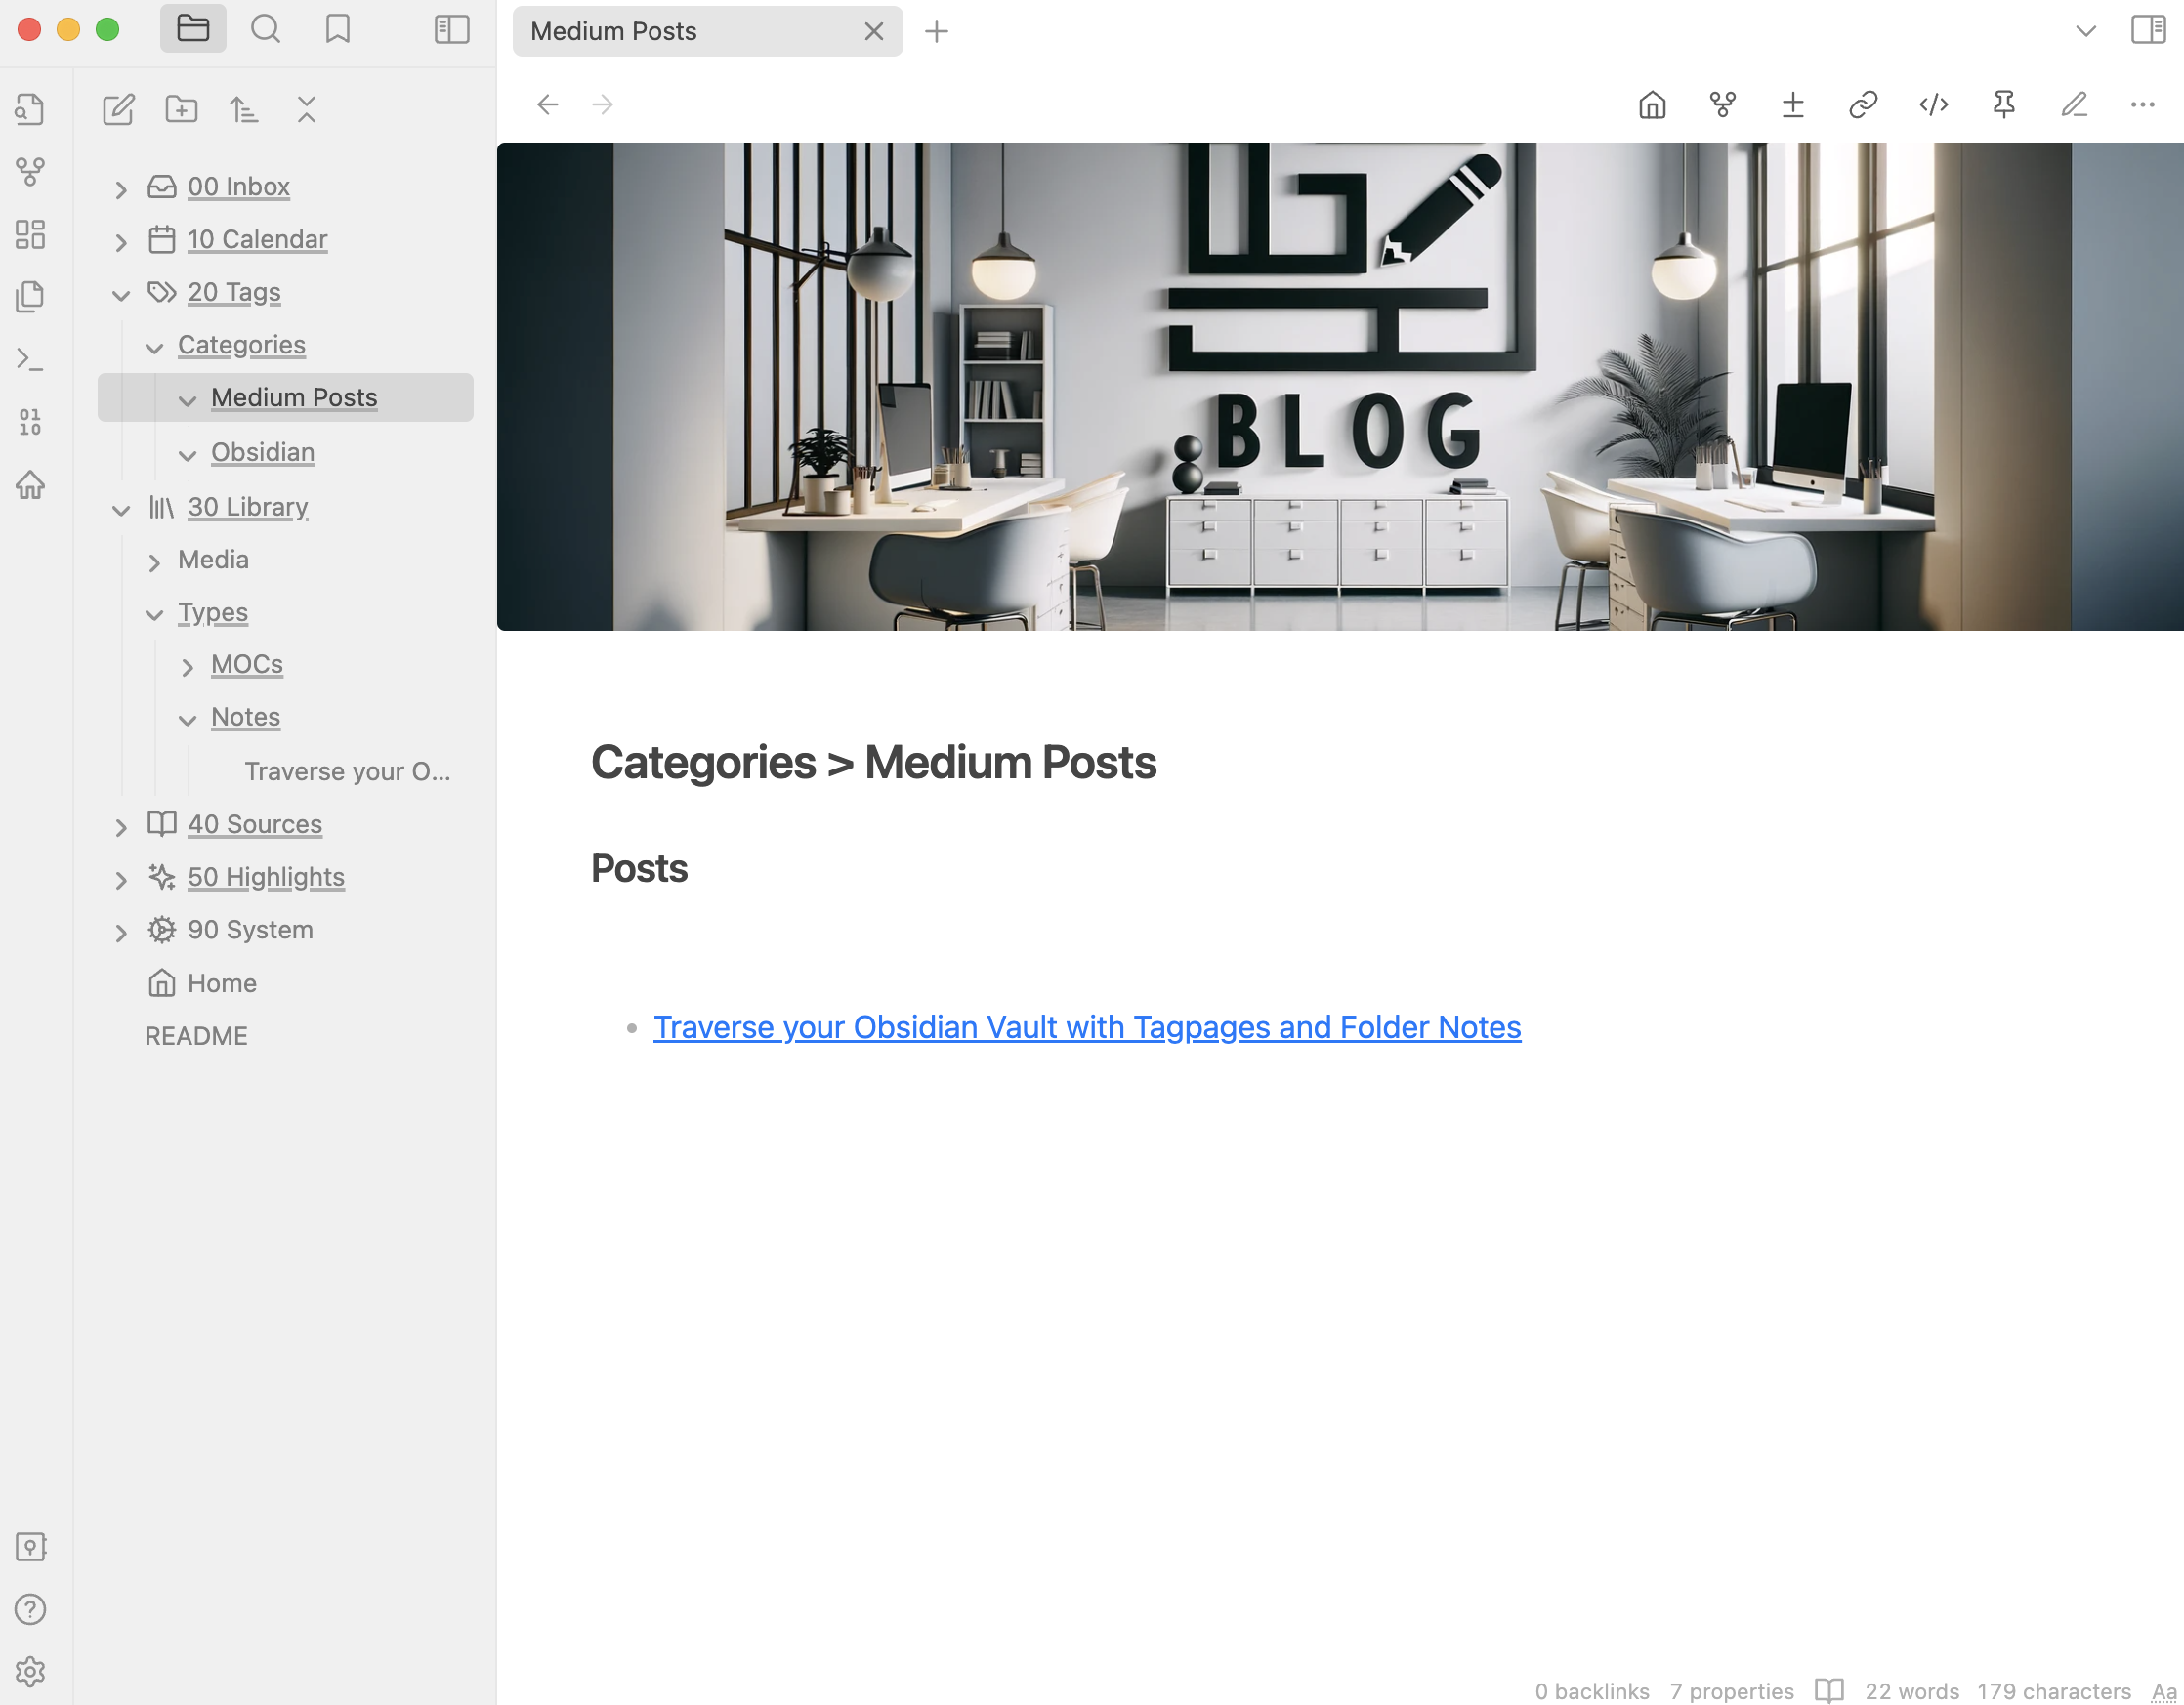 Medium Posts
00 Inbox
10 Calendar
20 Tags
Categories
Medium Posts
Obsidian
30 Library
Media
Types
MOCs
Notes
Traverse your O...
40 Sources
50 Highlights
90 System
Home
README
01
10
BLOG
Categories > Medium Posts
Posts
Traverse your Obsidian Vault with Tagpages and Folder Notes
0 backlinks 7 properties 22 words 179 characters Aa